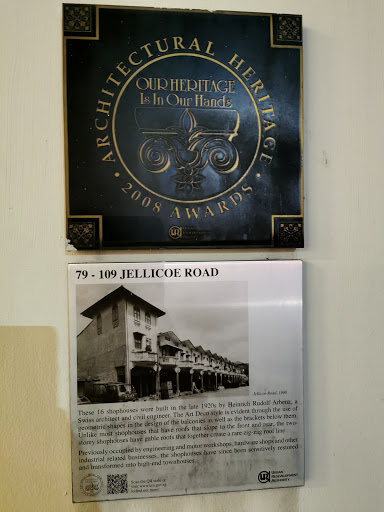 ARCHITECTURAL HERITAGE
OUR HERITAGE
Is In Our Hands
• 2008 AWARDS •
79 - 109 JELLICOE ROAD
Jellicoe Road, 1990
These 16 shophouses were built in the late 1920s by Heinrich Rudolf Arbenz, a
Swiss architect and civil engineer. The Art Deco style is evident through the use of
geometric shapes in the design of the balconies as well as the brackets below them.
Unlike most shophouses that have roofs that slope to the front and rear, the two-
storey shophouses have gable roofs that together create a rare zig-zag roof line.
Previously occupied by engineering and motor workshops, hardware shops and other
industrial related businesses, the shophouses have since been sensitively restored
and transformed into high-end townhouses.
URBAN
REDEVELOPMENT
AUTHORITY